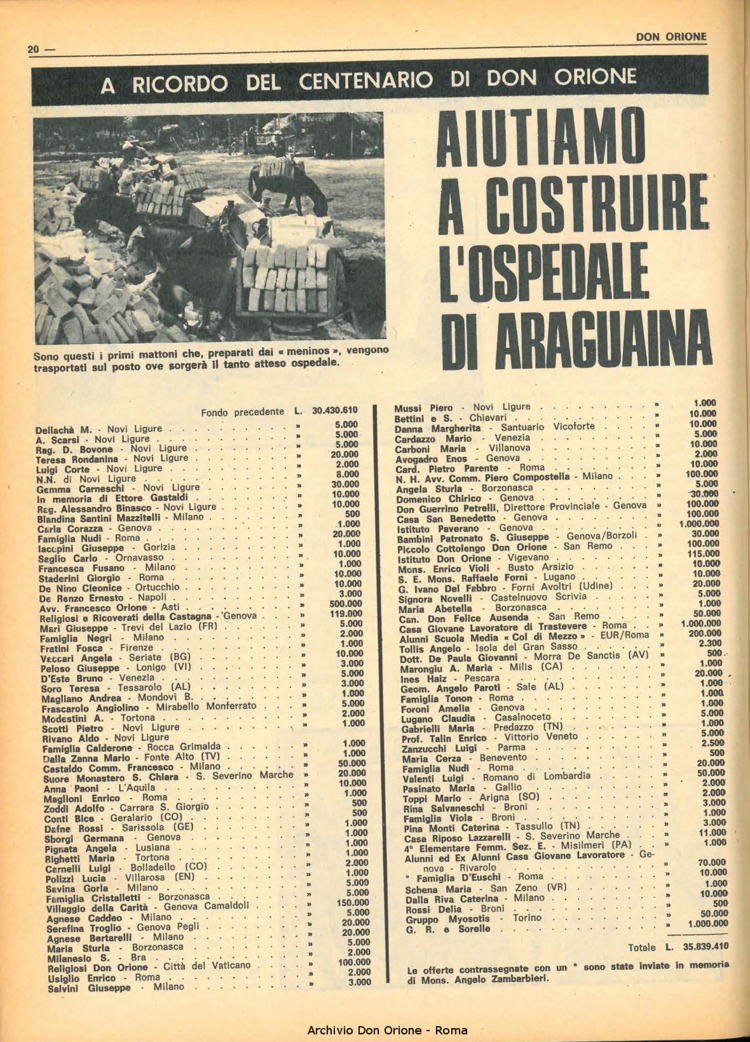 20 —
DON ORIONE
A RICORDO DEL CENTENARIO DI DON ORIONE
AIUTIAMO
A COSTRUIRE
L'OSPEDALE
DI ARAGUAINA
Sono questi i primi mattoni che, preparati dai « meninos », vengono
trasportati sul posto ove sorgerà il tanto atteso ospedale.
Fondo precedente L. 30.430.610
Dellachà M. - Novi Ligure » 5.000
A. Scarsi - Novi Ligure » 5.000
Rag. D. Bovone - Novi Ligure » 5.000
Teresa Rondanina - Novi Ligure » 20.000
Luigi Corte - Novi Ligure » 2.000
N.N. di Novi Ligure » 8.000
Gemma Carneschi - Novi Ligure » 30.000
In memoria di Ettore Gastaldi » 10.000
Reg. Alessandro Binasco - Novi Ligure » 10.000
Blandina Santini Mazzitelli - Milano » 500
Carla Corazza - Genova » 1.000
Famiglia Nudi - Roma » 20.000
Iaccpini Giuseppe - Gorizia » 1.000
Saglio Carlo - Ornavasso » 10.000
Francesca Fusano - Milano » 1.000
Staderini Giorgio - Roma » 10.000
De Nino Cleonice - Ortucchio » 10.000
De Renzo Ernesto - Napoli » 3.000
Avv. Francesco Orione - Asti » 500.000
Religiosi e Ricoverati della Castagna - Genova » 119.000
Mari Giuseppe - Trevi del Lazio (FR) » 5.000
Famiglia Negri - Milano » 2.000
Fratini Fosca - Firenze » 1.000
Vaccari Angela - Seriate (BG) » 10.000
Peloso Giuseppe - Lonigo (VI) » 3.000
D'Este Bruno - Venezia » 5.000
Soro Teresa - Tessarolo (AL) » 3.000
Magliano Andrea - Mondovì B. » 1.000
Frascarolo Angiolino - Mirabello Monferrato » 5.000
Modestini A. - Tortona » 2.000
Scotti Pietro - Novi Ligure » 1.000
Rivano Aldo - Novi Ligure
Famiglia Calderone - Rocca Grimalda » 1.000
Dalla Zanna Mario - Fonte Alto (TV) » 1.000
Castaldo Comm. Francesco - Milano » 50.000
Suore Monastero S. Chiara - S. Severino Marche » 20.000
Anna Paoni - L'Aquila » 10.000
Maglioni Enrico - Roma » 1.000
Zoddi Adolfo - Carrara S. Giorgio » 500
Conti Bice - Geralario (CO) » 500
Dafne Rossi - Sarissola (GE) » 1.000
Sborgi Germana - Genova » 1.000
Pignata Angela - Lusiana » 1.000
Righetti Maria - Tortona » 1.000
Carnelli Luigi - Bolladello (CO) » 2.000
Polizzi Lucia - Villarosa (EN) » 1.000
Savina Gorla - Milano » 5.000
Famiglia Cristalletti - Borzonasca » 5.000
Villaggio della Carità - Genova Camaldoli » 150.000
Agnese Caddeo - Milano » 5.000
Serafina Troglio - Genova Pegli » 20.000
Agnese Bertarelli - Milano » 20.000
Maria Sturla - Borzonasca » 5.000
Milanesio S. - Bra » 2.000
Religiosi Don Orione - Città del Vaticano » 100.000
Usiglio Enrico - Roma » 2.000
Salvini Giuseppe - Milano » 3.000
Mussi Piero - Novi Ligure » 1.000
Bettini e S. - Chiavari » 10.000
Danna Margherita - Santuario Vicoforte » 10.000
Cardazzo Mario - Venezia » 5.000
Carboni Maria - Villanova » 10.000
Avogadro Enos - Genova » 2.000
Card. Pietro Parente - Roma » 10.000
N. H. Avv. Comm. Piero Compostella - Milano » 100.000
Angela Sturla - Borzonasca » 5.000
Domenico Chirico - Genova » 30.000
Don Guerrino Petrelli, Direttore Provinciale - Genova » 100.000
Casa San Benedetto - Genova » 100.000
Istituto Paverano - Genova » 1.000.000
Bambini Patronato S. Giuseppe - Genova/Borzoli » 30.000
Piccolo Cottolengo Don Orione - San Remo » 100.000
Istituto Don Orione - Vigevano » 115.000
Mons. Enrico Violi - Busto Arsizio » 10.000
S. E. Mons. Raffaele Forni - Lugano » 10.000
G. Ivano Del Fabbro - Forni Avoltri (Udine) » 20.000
Signora Novelli - Castelnuovo Scrivia » 5.000
Maria Abetella - Borzonasca » 1.000
Can. Don Felice Ausenda - San Remo » 50.000
Casa Giovane Lavoratore di Trastevere - Roma » 1.000.000
Alunni Scuola Media « Col di Mezzo » - EUR/Roma » 200.000
Tollis Angelo - Isola del Gran Sasso » 2.300
Dott. De Paula Giovanni - Morra De Sanctis (AV) » 500
Marongiu A. Maria - Milis (CA) » 1.000
Ines Haiz - Pescara » 20.000
Geom. Angelo Paroti - Sale (AL) » 1.000
Famiglia Tonon - Roma » 1.000
Foroni Amelia - Genova » 1.000
Lugano Claudia - Casalnoceto » 5.000
Gabrielli Maria - Predazzo (TN) » 1.000
Prof. Talin Enrico - Vittorio Veneto » 5.000
Zanzucchi Luigi - Parma » 2.500
Maria Cerza - Benevento » 500
Famiglia Nudi - Roma » 20.000
Valenti Luigi - Romano di Lombardia » 50.000
Pasinato Maria - Gallio » 2.000
Toppi Mario - Arigna (SO) » 2.000
Rina Salvaneschi - Broni » 3.000
Famiglia Viola - Broni » 1.000
Pina Monti Caterina - Tassullo (TN) » 3.000
Casa Riposo Lazzarelli - S. Severino Marche » 11.000
4ª Elementare Femm. Sez. E. - Misilmeri (PA) » 1.000
Alunni ed Ex Alunni Casa Giovane Lavoratore - Ge-
nova - Rivarolo » 70.000
* Famiglia D'Euschi - Roma » 10.000
Schena Maria - San Zeno (VR) » 1.000
Dalla Riva Caterina - Milano » 10.000
Rossi Delia - Broni » 500
Gruppo Myosotis - Torino » 50.000
G. R. e Sorelle » 1.000.000
Totale L. 35.839.410
Le offerte contrassegnate con un * sono state inviate in memoria
di Mons. Angelo Zambarbieri.
Archivio Don Orione - Roma